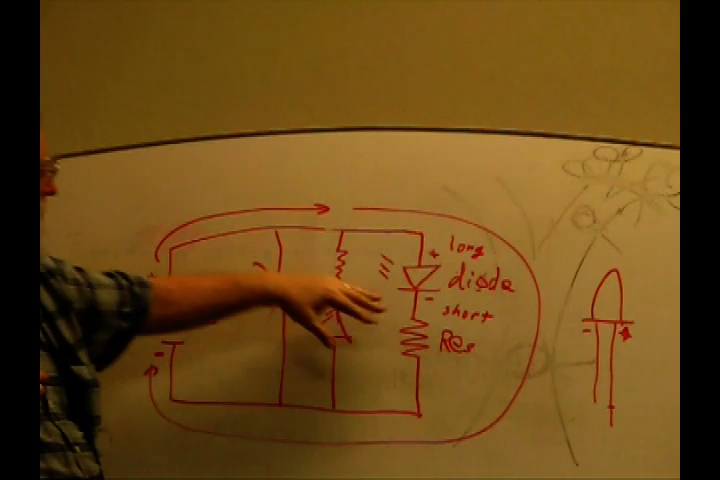 long
+
diode
-
short
Res
-
- +